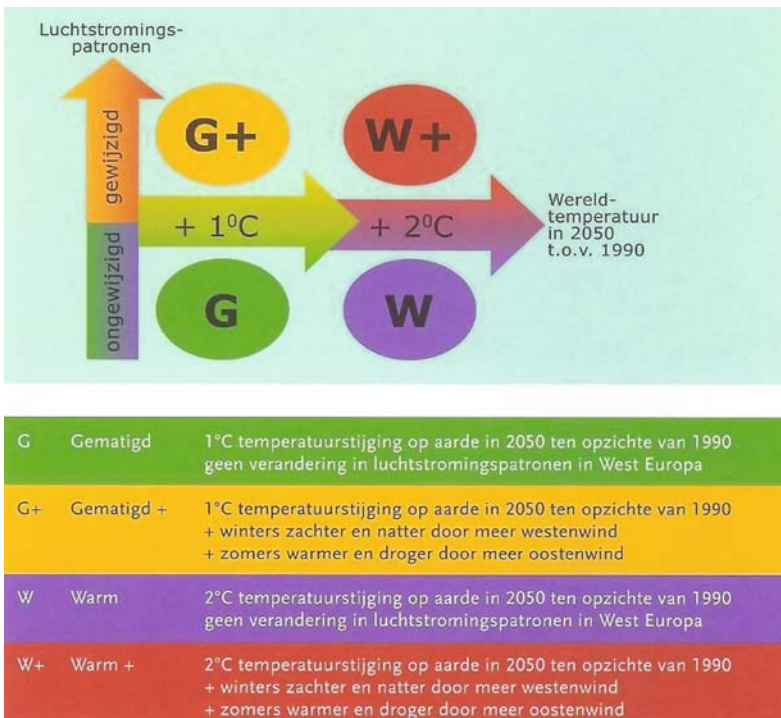 Luchtstromings-
patronen
gewijzigd
ongewijzigd
G+
W+
+ 1⁰C
+ 2⁰C
G
W
Wereld-
temperatuur
in 2050
t.o.v. 1990
G Gematigd 1°C temperatuurstijging op aarde in 2050 ten opzichte van 1990
geen verandering in luchtstromingspatronen in West Europa
G+ Gematigd + 1°C temperatuurstijging op aarde in 2050 ten opzichte van 1990
+ winters zachter en natter door meer westenwind
+ zomers warmer en droger door meer oostenwind
W Warm 2°C temperatuurstijging op aarde in 2050 ten opzichte van 1990
geen verandering in luchtstromingspatronen in West Europa
W+ Warm + 2°C temperatuurstijging op aarde in 2050 ten opzichte van 1990
+ winters zachter en natter door meer westenwind
+ zomers warmer en droger door meer oostenwind